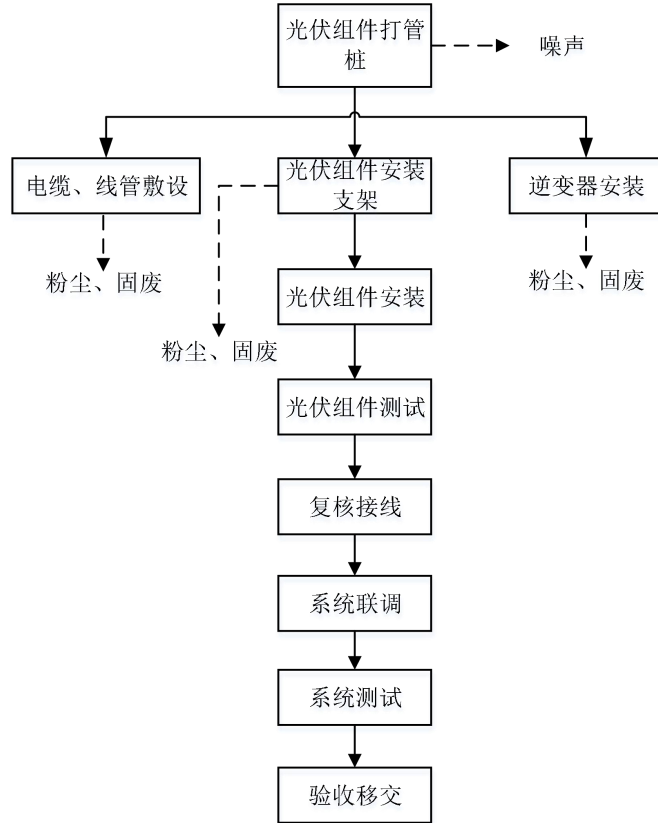 光伏组件打管
桩
噪声
电缆、线管敷设
光伏组件安装
支架
逆变器安装
粉尘、固废
粉尘、固废
光伏组件安装
粉尘、固废
光伏组件测试
复核接线
系统联调
系统测试
验收移交